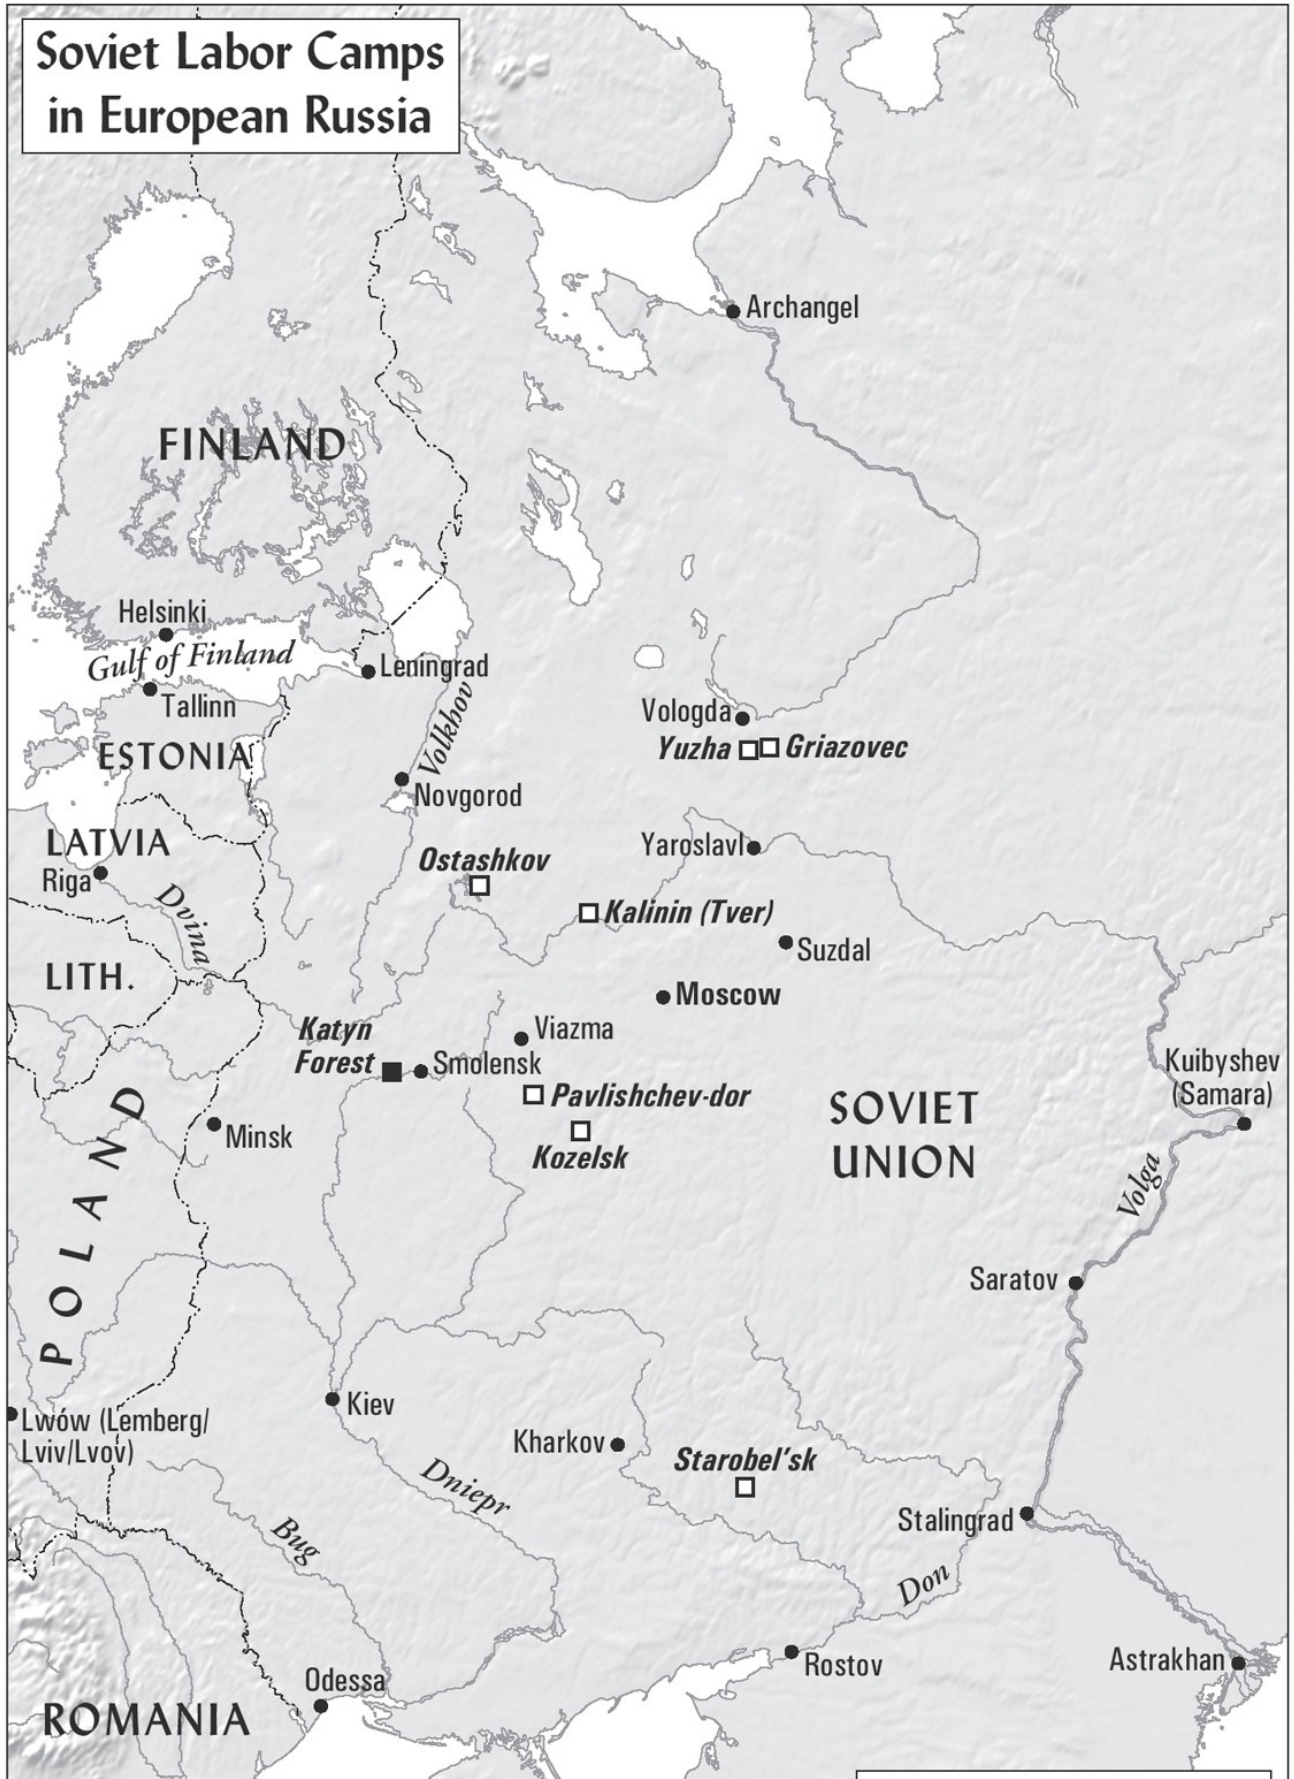 Soviet Labor Camps
in European Russia
Archangel
FINLAND
Helsinki
Gulf of Finland
Leningrad
Tallinn
Volkhov
Vologda
ESTONIA
Yuzha
Griazovec
Novgorod
LATVIA
Yaroslavl
Ostashkov
Riga
Dvina
Kalinin (Tver)
Suzdal
LITH.
Moscow
Katyn
Forest
Viazma
Smolensk
Kuibyshev
(Samara)
Pavlishchev-dor
SOVIET
UNION
POLAND
Minsk
Kozelsk
Volga
Saratov
Kiev
Lwów (Lemberg/
Lviv/Lvov)
Kharkov
Starobel'sk
Dniepr
Stalingrad
Bug
Don
Rostov
Astrakhan
Odessa
ROMANIA